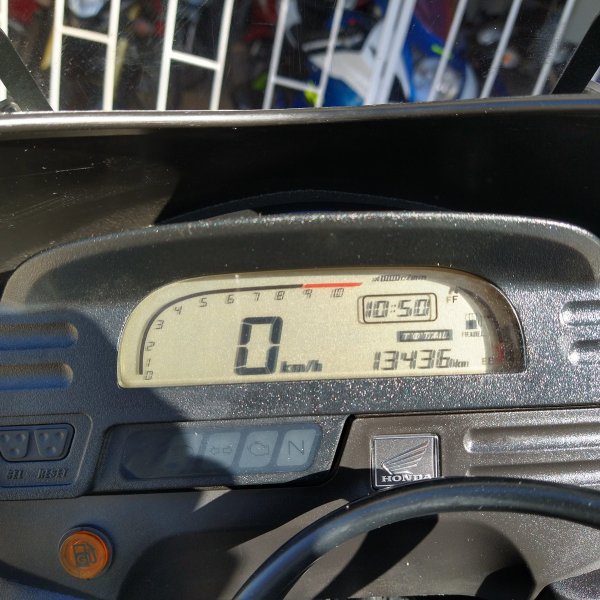 x1000r/min
0 1 2 3 4 5 6 7 8 9 10
10:50
FF
TOTAL
0 km/h
13436 km
SEL RESET
N
HONDA